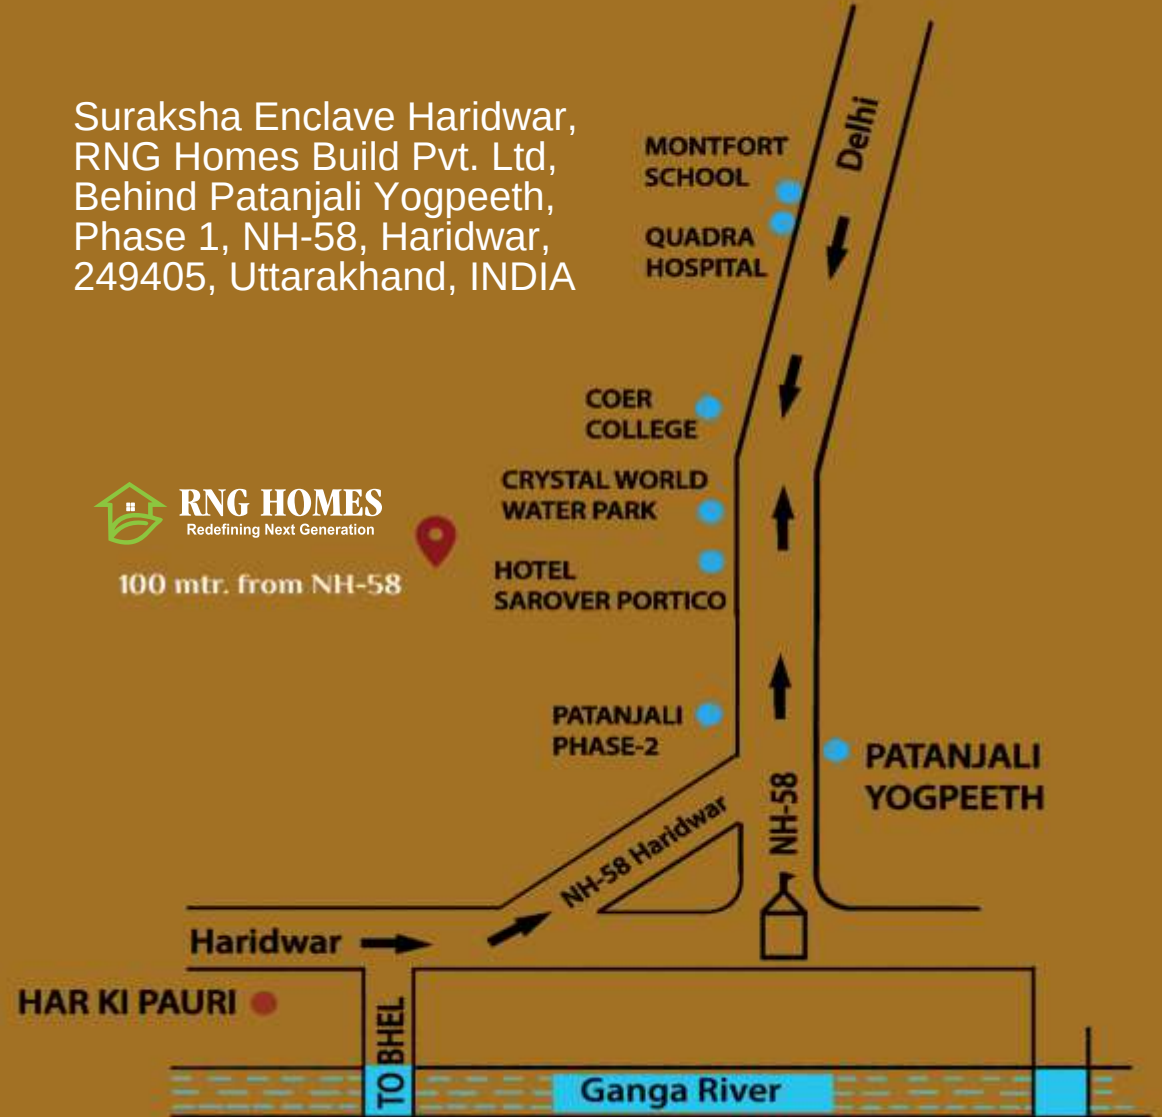 Suraksha Enclave Haridwar,
RNG Homes Build Pvt. Ltd,
Behind Patanjali Yogpeeth,
Phase 1, NH-58, Haridwar,
249405, Uttarakhand, INDIA
Delhi
MONTFORT
SCHOOL
QUADRA
HOSPITAL
COER
COLLEGE
CRYSTAL WORLD
WATER PARK
RNG HOMES
Redefining Next Generation
100 mtr. from NH-58
HOTEL
SAROVER PORTICO
PATANJALI
PHASE-2
PATANJALI
YOGPEETH
NH-58
NH-58 Haridwar
Haridwar
HAR KI PAURI
TO BHEL
Ganga River